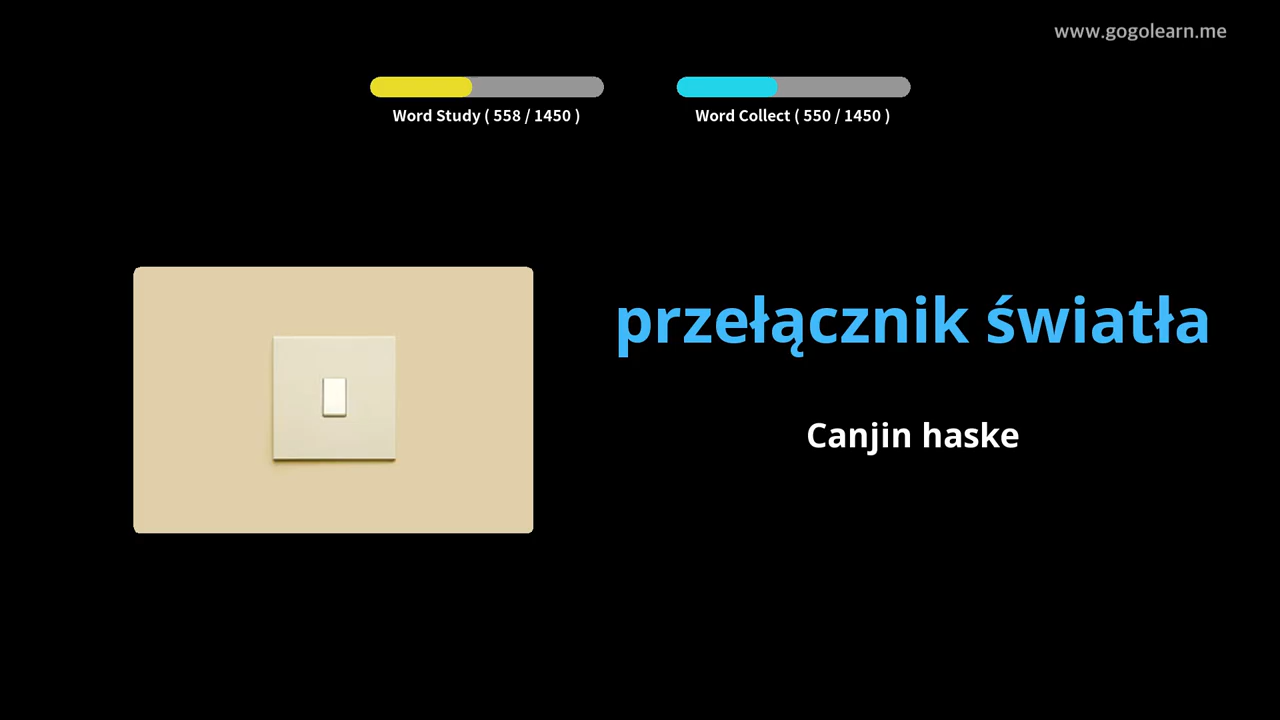 www.gogolearn.me
Word Study ( 558 / 1450 )
Word Collect ( 550 / 1450 )
przełącznik światła
Canjin haske